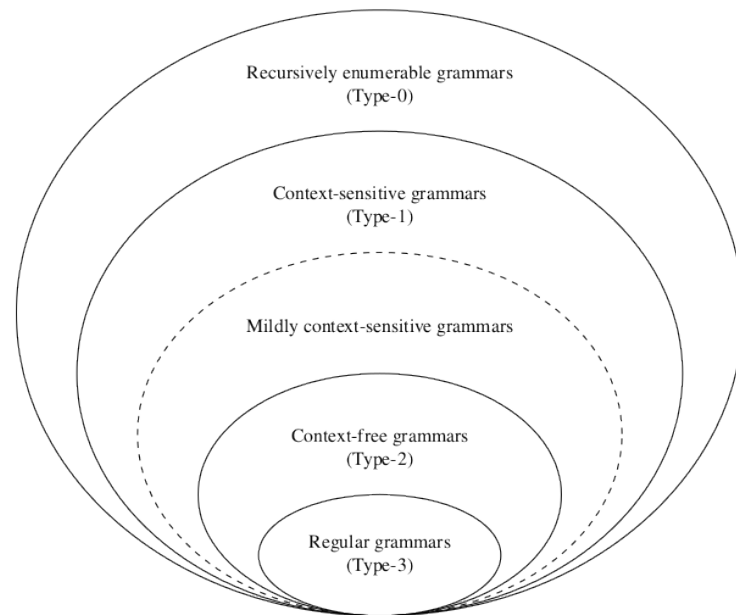 Recursively enumerable grammars
(Type-0)
Context-sensitive grammars
(Type-1)
Mildly context-sensitive grammars
Context-free grammars
(Type-2)
Regular grammars
(Type-3)